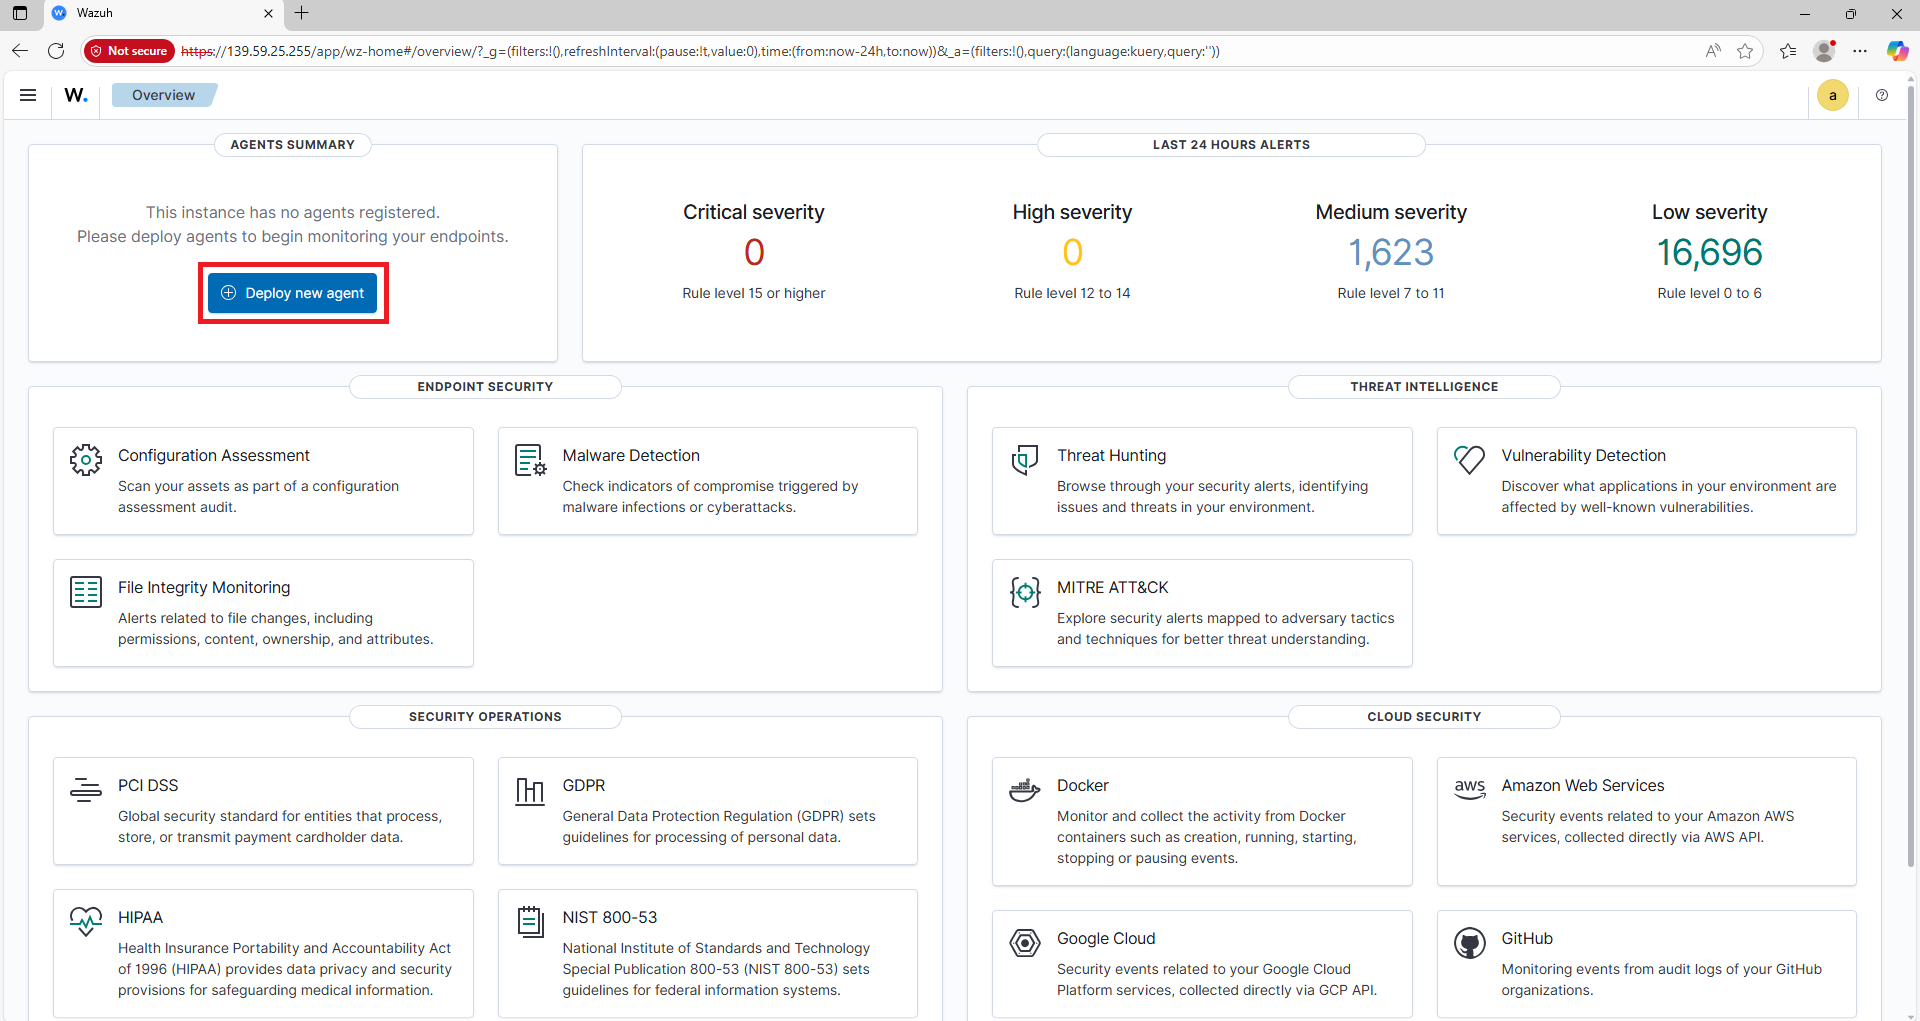 Wazuh
Not secure
https://139.59.25.255/app/wz-home#/overview/?_g=(filters:!(),refreshInterval:(pause:!t,value:0),time:(from:now-24h,to:now))&_a=(filters:!(),query:(language:kuery,query:''))
W.
Overview
a
AGENTS SUMMARY
This instance has no agents registered.
Please deploy agents to begin monitoring your endpoints.
Deploy new agent
LAST 24 HOURS ALERTS
Critical severity
0
Rule level 15 or higher
High severity
0
Rule level 12 to 14
Medium severity
1,623
Rule level 7 to 11
Low severity
16,696
Rule level 0 to 6
ENDPOINT SECURITY
Configuration Assessment
Scan your assets as part of a configuration
assessment audit.
Malware Detection
Check indicators of compromise triggered by
malware infections or cyberattacks.
File Integrity Monitoring
Alerts related to file changes, including
permissions, content, ownership, and attributes.
THREAT INTELLIGENCE
Threat Hunting
Browse through your security alerts, identifying
issues and threats in your environment.
Vulnerability Detection
Discover what applications in your environment are
affected by well-known vulnerabilities.
MITRE ATT&CK
Explore security alerts mapped to adversary tactics
and techniques for better threat understanding.
SECURITY OPERATIONS
PCI DSS
Global security standard for entities that process,
store, or transmit payment cardholder data.
GDPR
General Data Protection Regulation (GDPR) sets
guidelines for processing of personal data.
HIPAA
Health Insurance Portability and Accountability Act
of 1996 (HIPAA) provides data privacy and security
provisions for safeguarding medical information.
NIST 800-53
National Institute of Standards and Technology
Special Publication 800-53 (NIST 800-53) sets
guidelines for federal information systems.
CLOUD SECURITY
Docker
Monitor and collect the activity from Docker
containers such as creation, running, starting,
stopping or pausing events.
aws
Amazon Web Services
Security events related to your Amazon AWS
services, collected directly via AWS API.
Google Cloud
Security events related to your Google Cloud
Platform services, collected directly via GCP API.
GitHub
Monitoring events from audit logs of your GitHub
organizations.